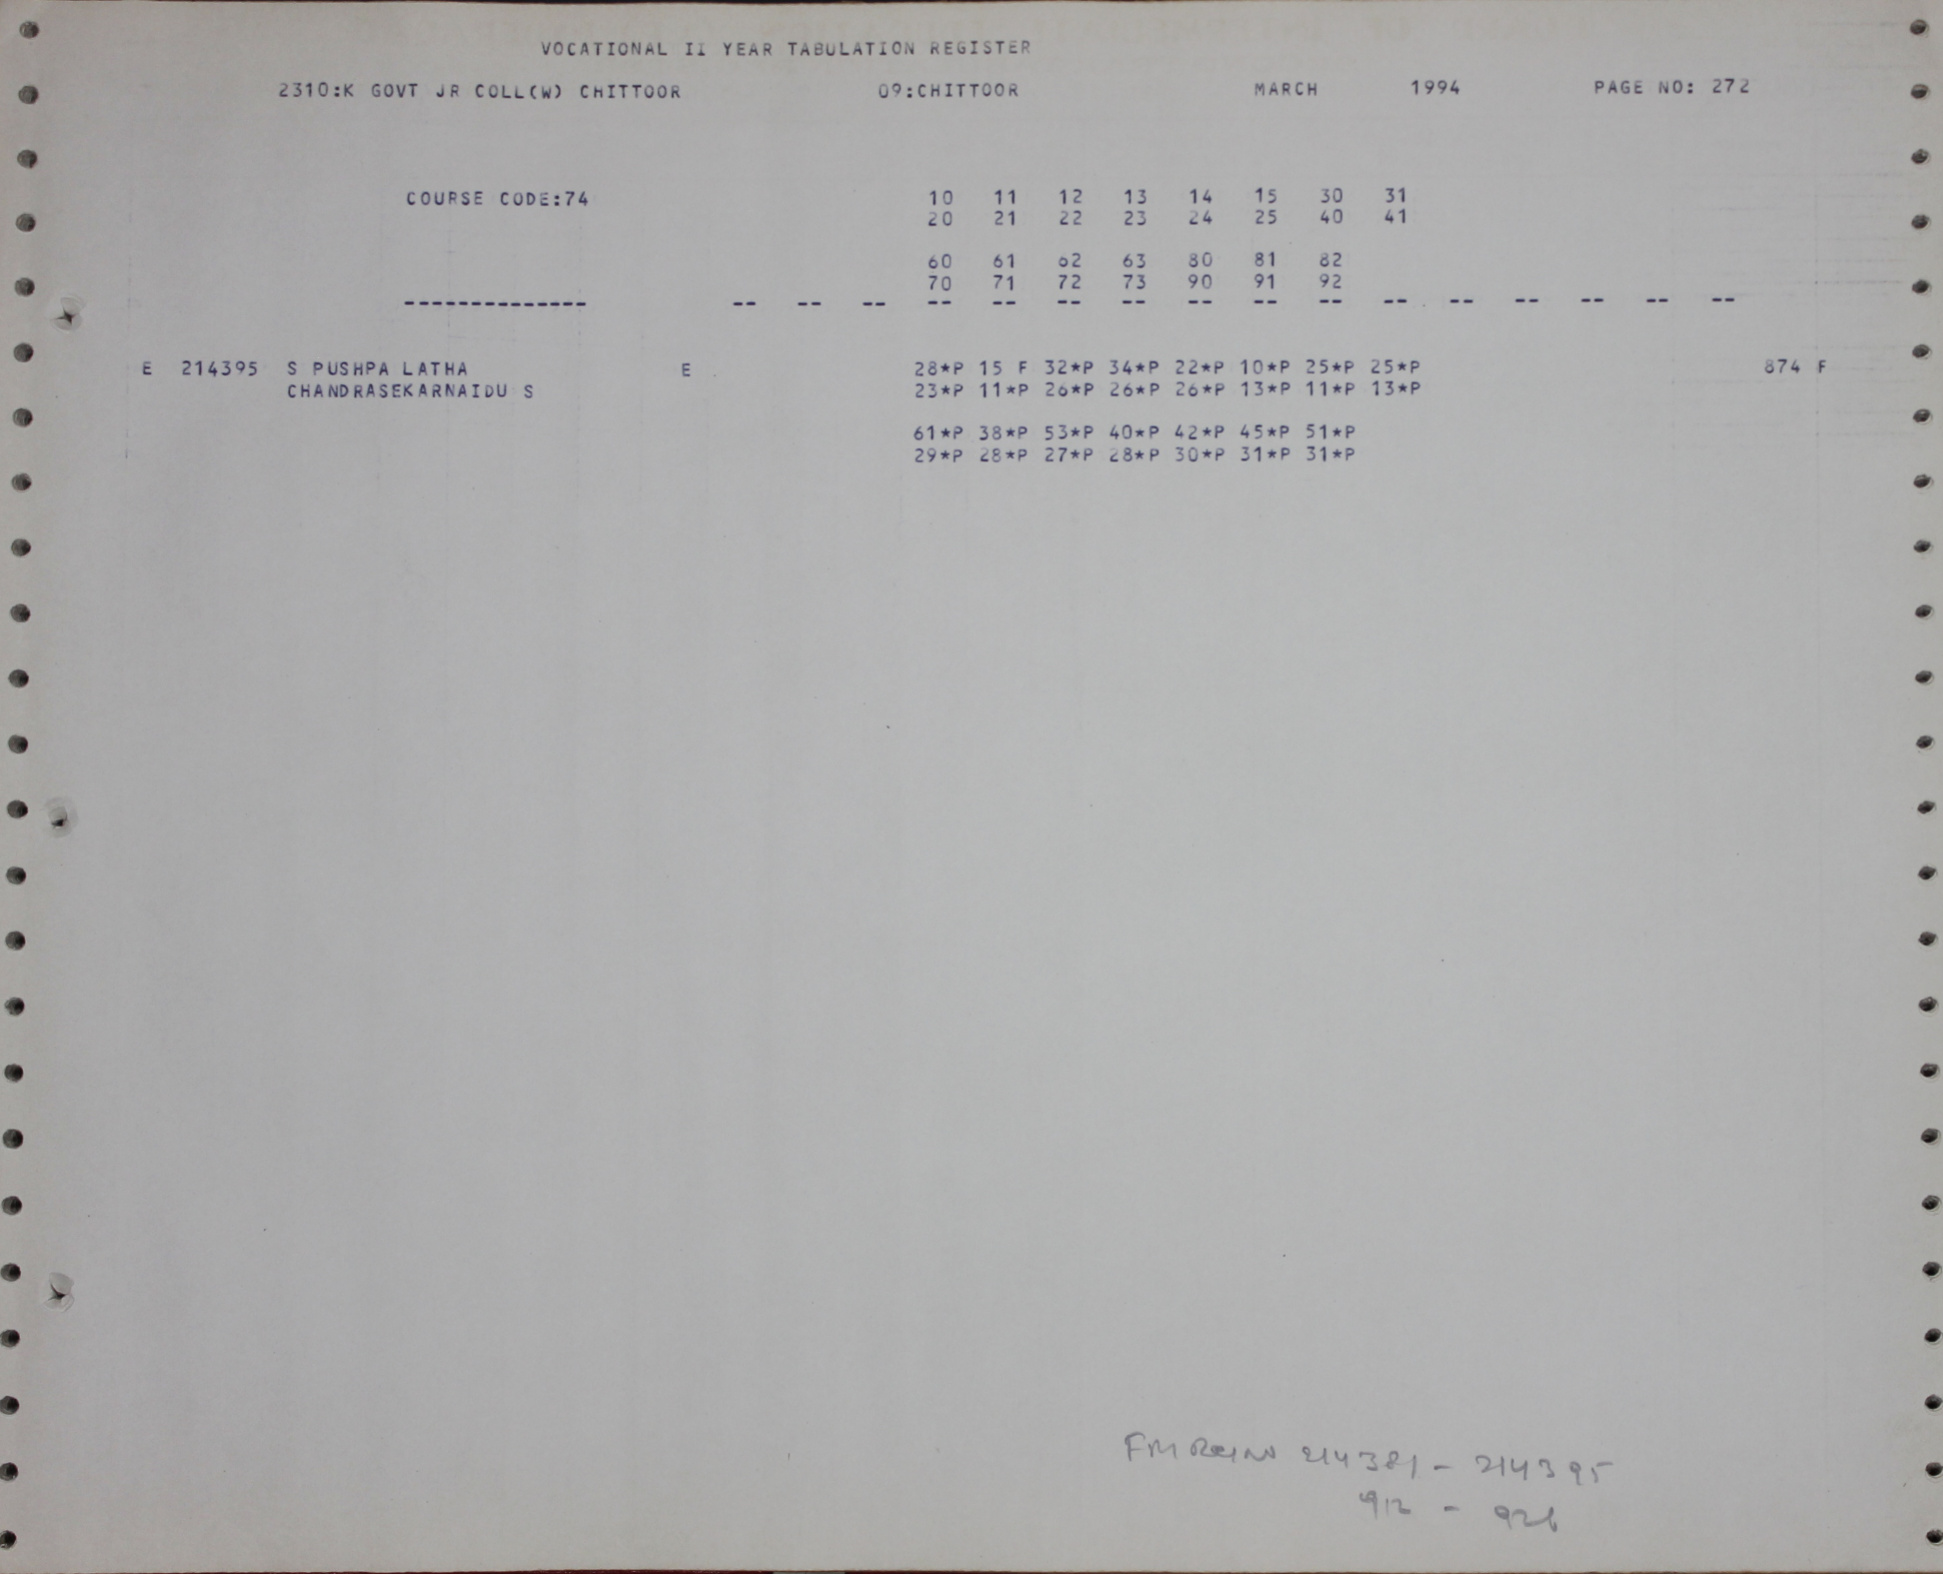 VOCATIONAL II YEAR TABULATION REGISTER
2310:K GOVT JR COLL(W) CHITTOOR 09:CHITTOOR MARCH 1994 PAGE NO: 272
COURSE CODE:74 10 11 12 13 14 15 30 31
20 21 22 23 24 25 40 41
60 61 62 63 80 81 82
70 71 72 73 90 91 92
-------------- -- -- -- -- -- -- -- -- -- -- -- -- -- -- -- --
E 214395 S PUSHPA LATHA E 28*P 15 F 32*P 34*P 22*P 10*P 25*P 25*P 874 F
CHANDRASEKARNAIDU S 23*P 11*P 26*P 26*P 26*P 13*P 11*P 13*P
61*P 38*P 53*P 40*P 42*P 45*P 51*P
29*P 28*P 27*P 28*P 30*P 31*P 31*P
214381 - 214395
912 - 926